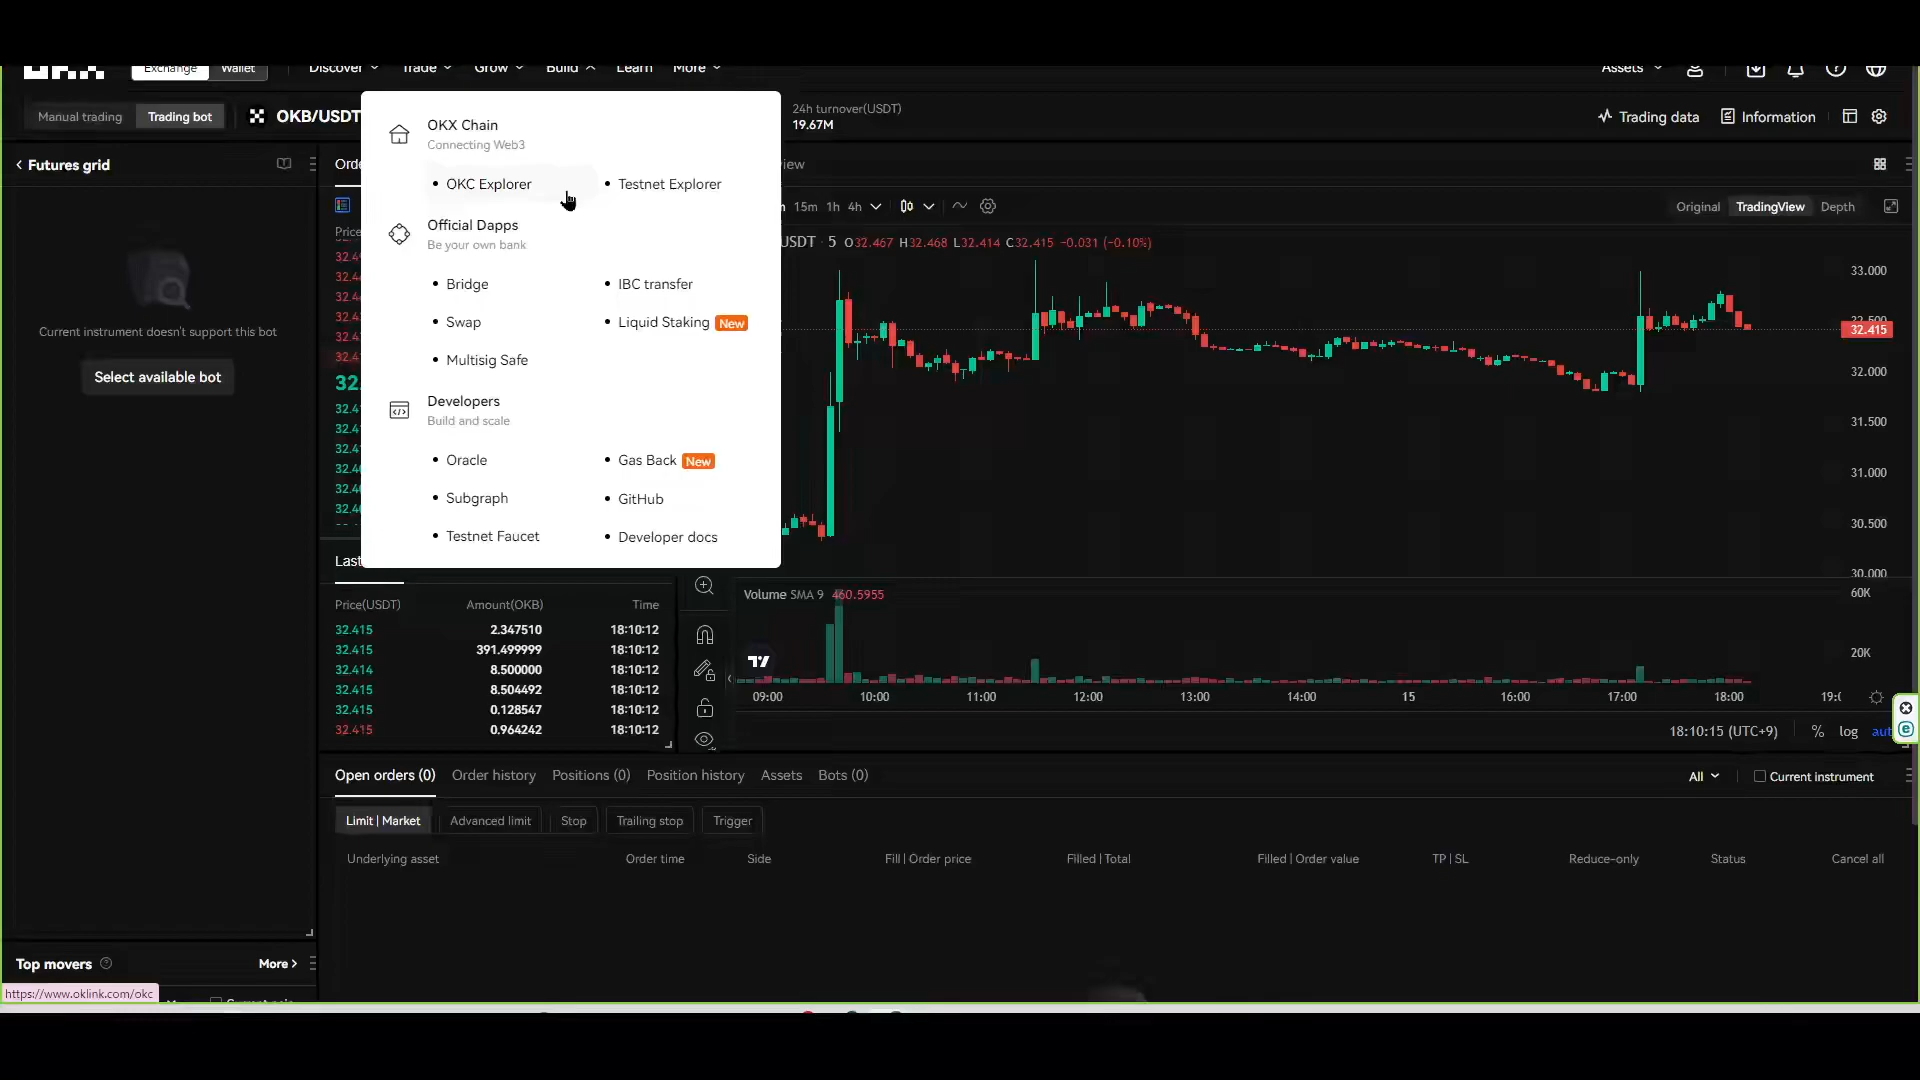 OKX
Exchange Wallet Discover Trade Grow Build Learn More Assets
Manual trading Trading bot OKB/USDT
24h turnover(USDT)
19.67M
Trading data Information
OKX Chain
Connecting Web3
OKC Explorer Testnet Explorer
Official Dapps
Be your own bank
Bridge IBC transfer
Swap Liquid Staking New
Multisig Safe
Developers
Build and scale
Oracle Gas Back New
Subgraph GitHub
Testnet Faucet Developer docs
Futures grid
Current instrument doesn't support this bot
Select available bot
15m 1h 4h
Original TradingView Depth
USDT · 5 O32.467 H32.468 L32.414 C32.415 -0.031 (-0.10%)
33.000
32.500
32.415
32.000
31.500
31.000
30.500
30.000
Volume SMA 9 460.5955
60K
20K
09:00 10:00 11:00 12:00 13:00 14:00 15 16:00 17:00 18:00
18:10:15 (UTC+9) % log
Last
Price(USDT) Amount(OKB) Time
32.415 2.347510 18:10:12
32.415 391.499999 18:10:12
32.414 8.500000 18:10:12
32.415 8.504492 18:10:12
32.415 0.128547 18:10:12
32.415 0.964242 18:10:12
Open orders (0) Order history Positions (0) Position history Assets Bots (0)
All Current instrument
Limit | Market Advanced limit Stop Trailing stop Trigger
Underlying asset Order time Side Fill | Order price Filled | Total Filled | Order value TP | SL Reduce-only Status Cancel all
Top movers More >
https://www.oklink.com/okc